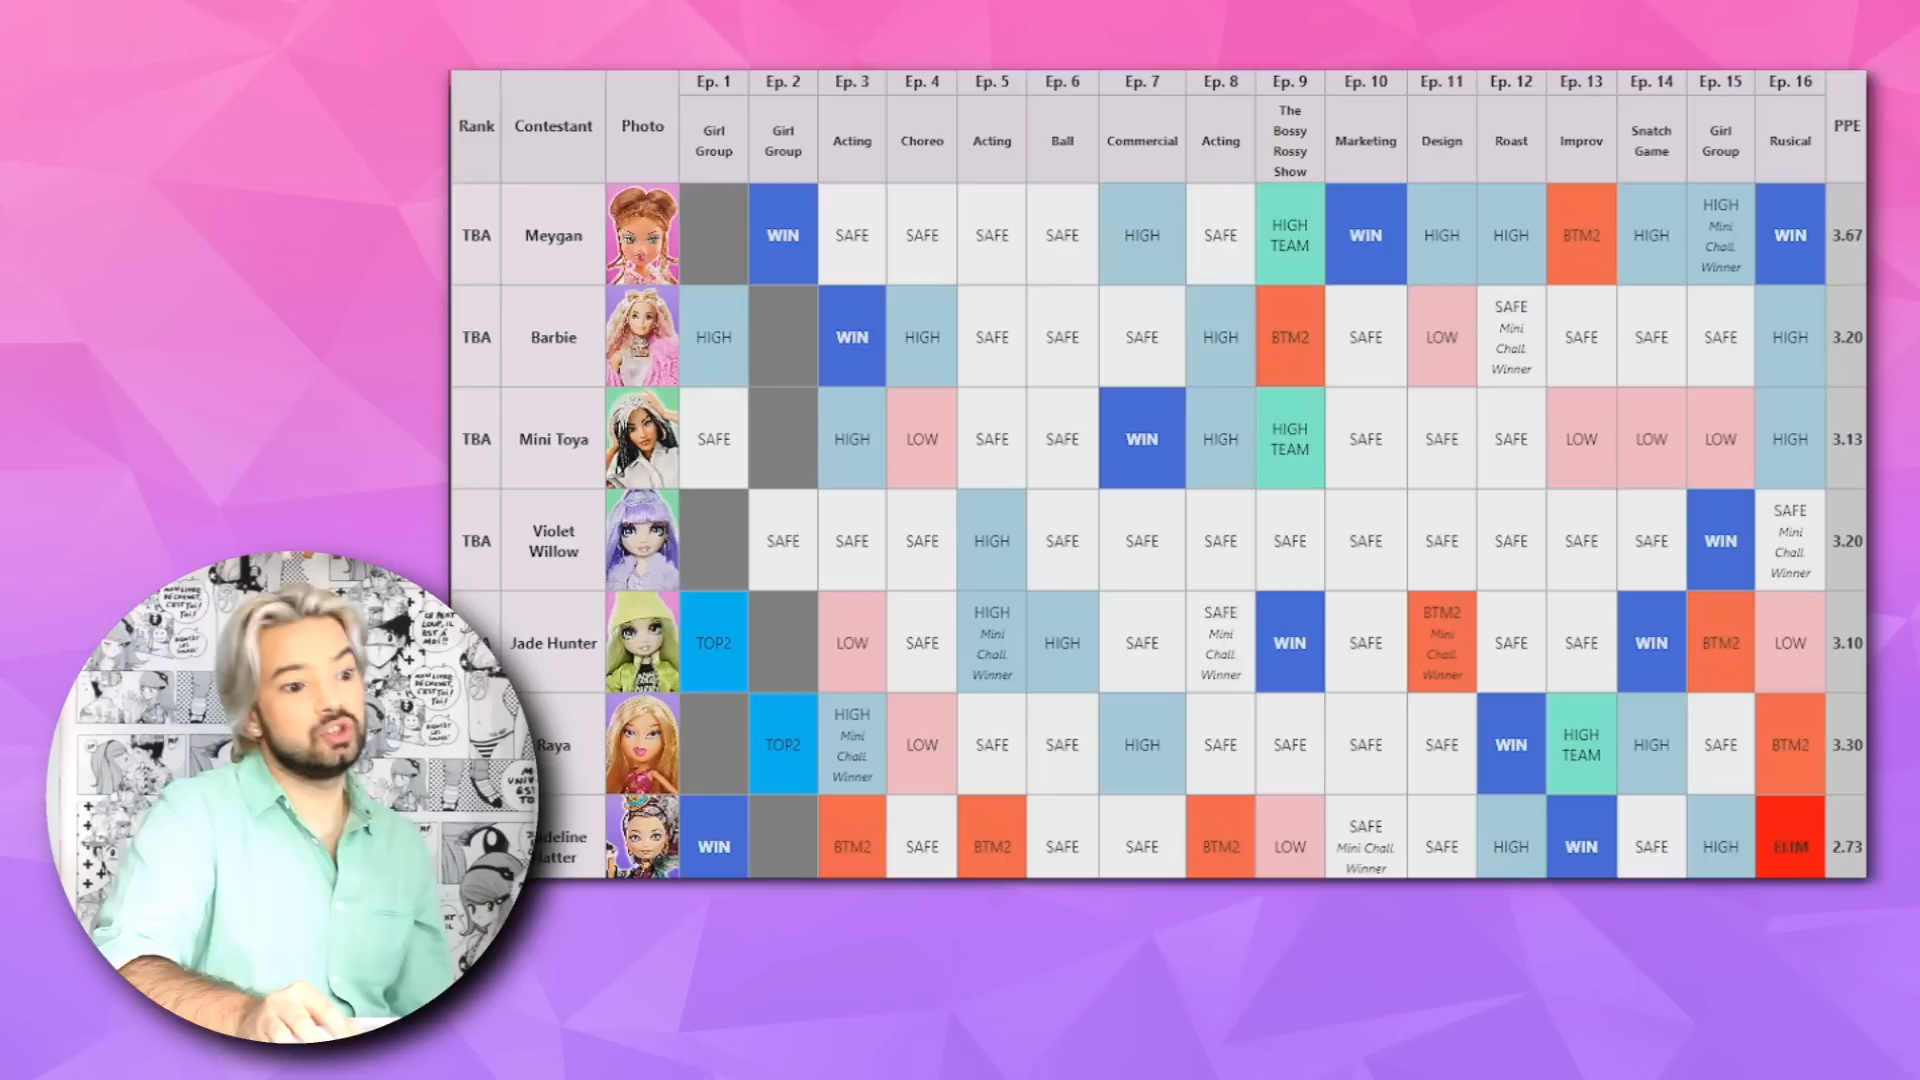 Ep. 1 Ep. 2 Ep. 3 Ep. 4 Ep. 5 Ep. 6 Ep. 7 Ep. 8 Ep. 9 Ep. 10 Ep. 11 Ep. 12 Ep. 13 Ep. 14 Ep. 15 Ep. 16
Rank Contestant Photo Girl Group Girl Group Acting Choreo Acting Ball Commercial Acting The Bossy Rossy Show Marketing Design Roast Improv Snatch Game Girl Group Rusical PPE
TBA Meygan WIN SAFE SAFE SAFE SAFE HIGH SAFE HIGH TEAM WIN HIGH HIGH BTM2 HIGH HIGH Mini Chall. Winner WIN 3.67
TBA Barbie HIGH WIN HIGH SAFE SAFE SAFE HIGH BTM2 SAFE LOW SAFE Mini Chall. Winner SAFE SAFE SAFE HIGH 3.20
TBA Mini Toya SAFE HIGH LOW SAFE SAFE WIN HIGH HIGH TEAM SAFE SAFE SAFE LOW LOW LOW HIGH 3.13
TBA Violet Willow SAFE SAFE SAFE HIGH SAFE SAFE SAFE SAFE SAFE SAFE SAFE SAFE SAFE WIN SAFE Mini Chall. Winner 3.20
Jade Hunter TOP2 LOW SAFE HIGH Mini Chall. Winner HIGH SAFE SAFE Mini Chall. Winner WIN SAFE BTM2 Mini Chall. Winner SAFE SAFE WIN BTM2 LOW 3.10
Raya TOP2 HIGH Mini Chall. Winner LOW SAFE SAFE HIGH SAFE SAFE SAFE SAFE WIN HIGH TEAM HIGH SAFE BTM2 3.30
WIN BTM2 SAFE BTM2 SAFE SAFE BTM2 LOW SAFE Mini Chall. Winner SAFE HIGH WIN SAFE HIGH ELIM 2.73